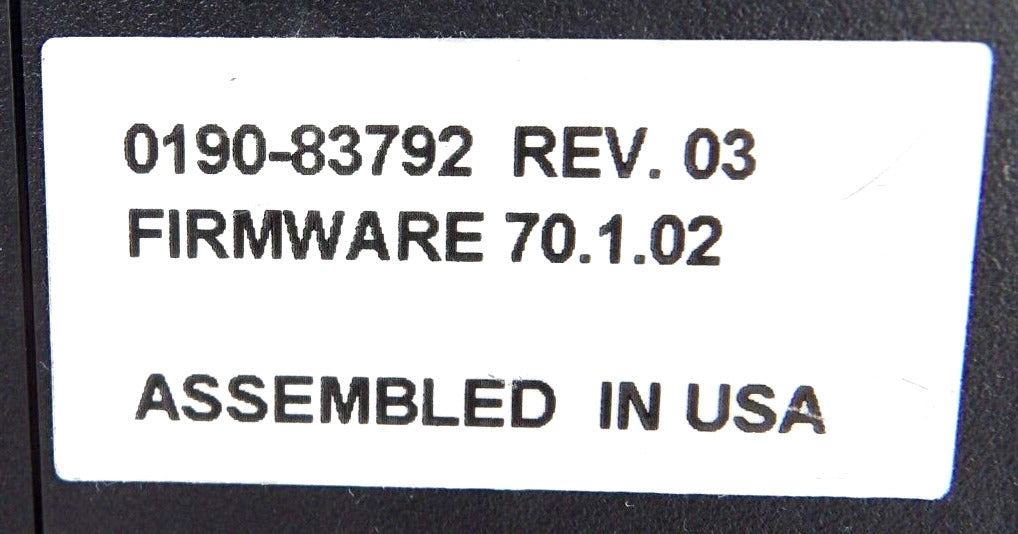 0190-83792 REV. 03
FIRMWARE 70.1.02
ASSEMBLED IN USA